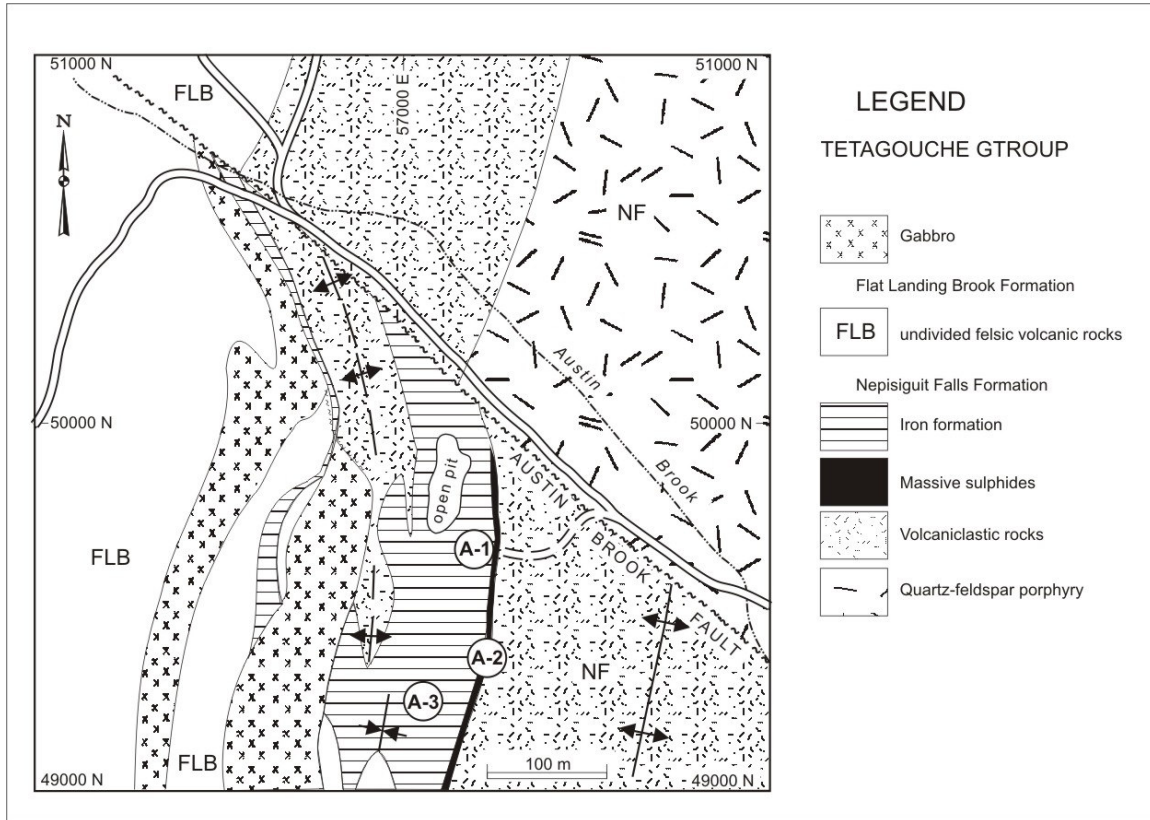 51000 N
51000 N
FLB
57000 E
N
NF
50000 N
50000 N
Austin
Brook
open pit
AUSTIN
BROOK
FAULT
A-1
A-2
A-3
FLB
NF
FLB
100 m
49000 N
49000 N
LEGEND
TETAGOUCHE GTROUP
Gabbro
Flat Landing Brook Formation
FLB undivided felsic volcanic rocks
Nepisiguit Falls Formation
Iron formation
Massive sulphides
Volcaniclastic rocks
Quartz-feldspar porphyry